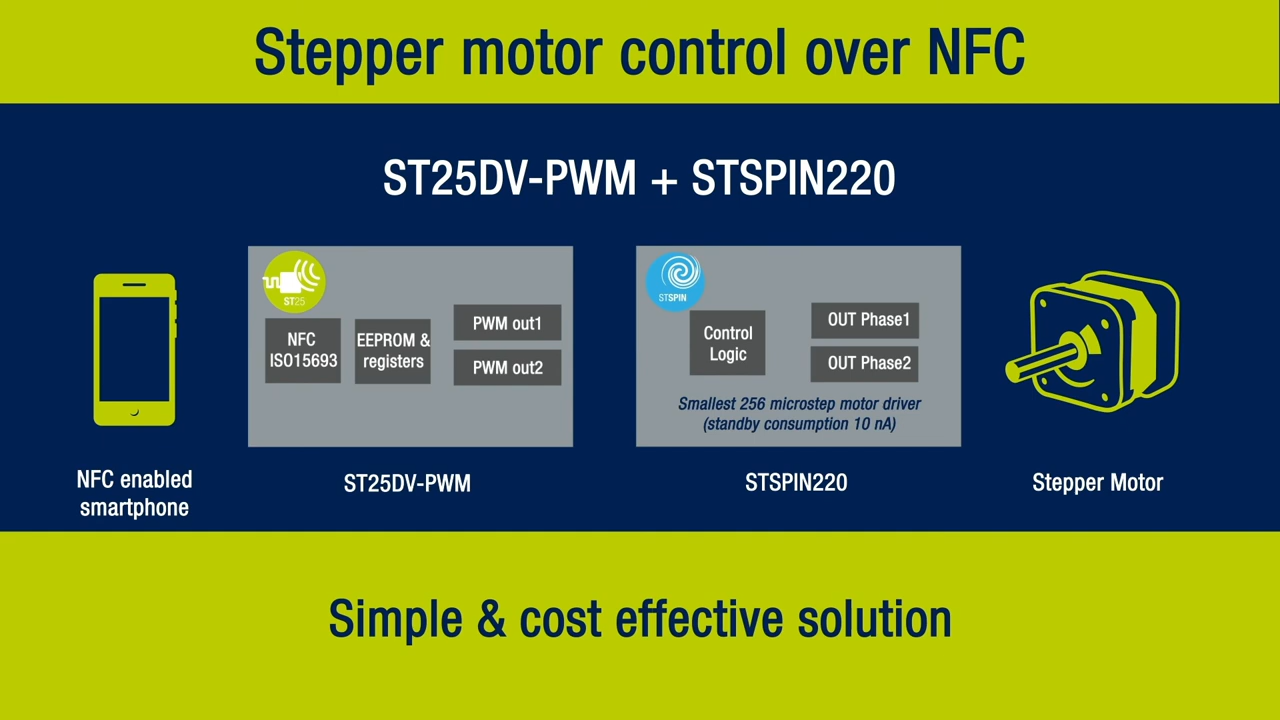 Stepper motor control over NFC
ST25DV-PWM + STSPIN220
ST25
NFC
ISO15693
EEPROM &
registers
PWM out1
PWM out2
STSPIN
Control
Logic
OUT Phase1
OUT Phase2
Smallest 256 microstep motor driver
(standby consumption 10 nA)
NFC enabled
smartphone
ST25DV-PWM
STSPIN220
Stepper Motor
Simple & cost effective solution